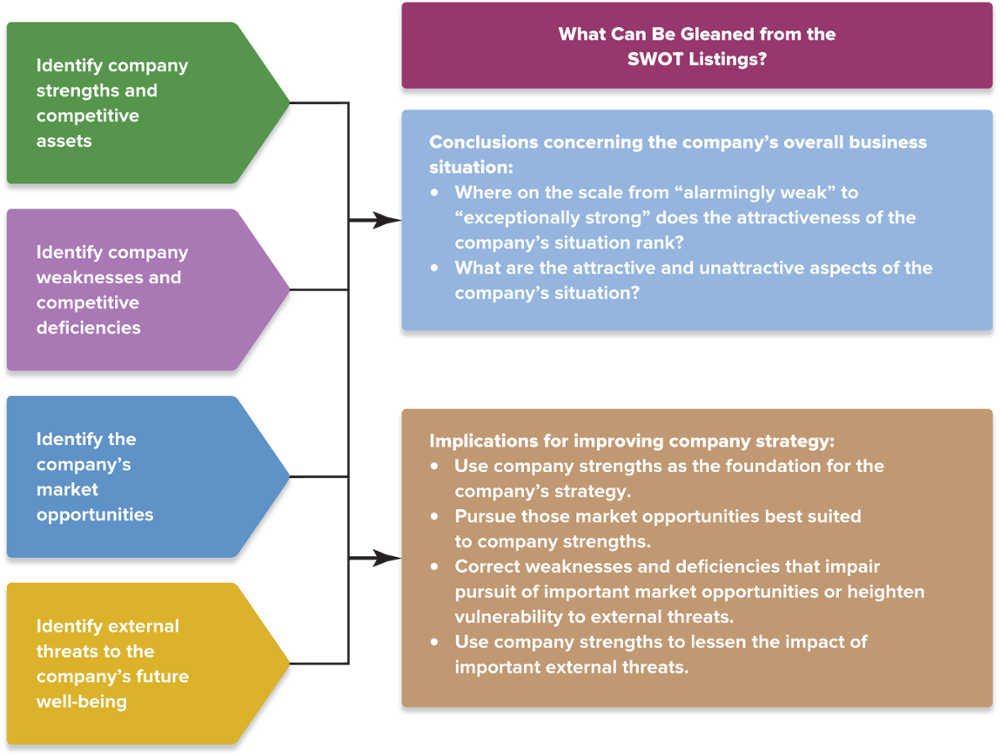 Identify company
strengths and
competitive
assets
Identify company
weaknesses and
competitive
deficiencies
Identify the
company’s
market
opportunities
Identify external
threats to the
company’s future
well-being
What Can Be Gleaned from the
SWOT Listings?
Conclusions concerning the company’s overall business
situation:
• Where on the scale from “alarmingly weak” to
“exceptionally strong” does the attractiveness of the
company’s situation rank?
• What are the attractive and unattractive aspects of the
company’s situation?
Implications for improving company strategy:
• Use company strengths as the foundation for the
company’s strategy.
• Pursue those market opportunities best suited
to company strengths.
• Correct weaknesses and deficiencies that impair
pursuit of important market opportunities or heighten
vulnerability to external threats.
• Use company strengths to lessen the impact of
important external threats.